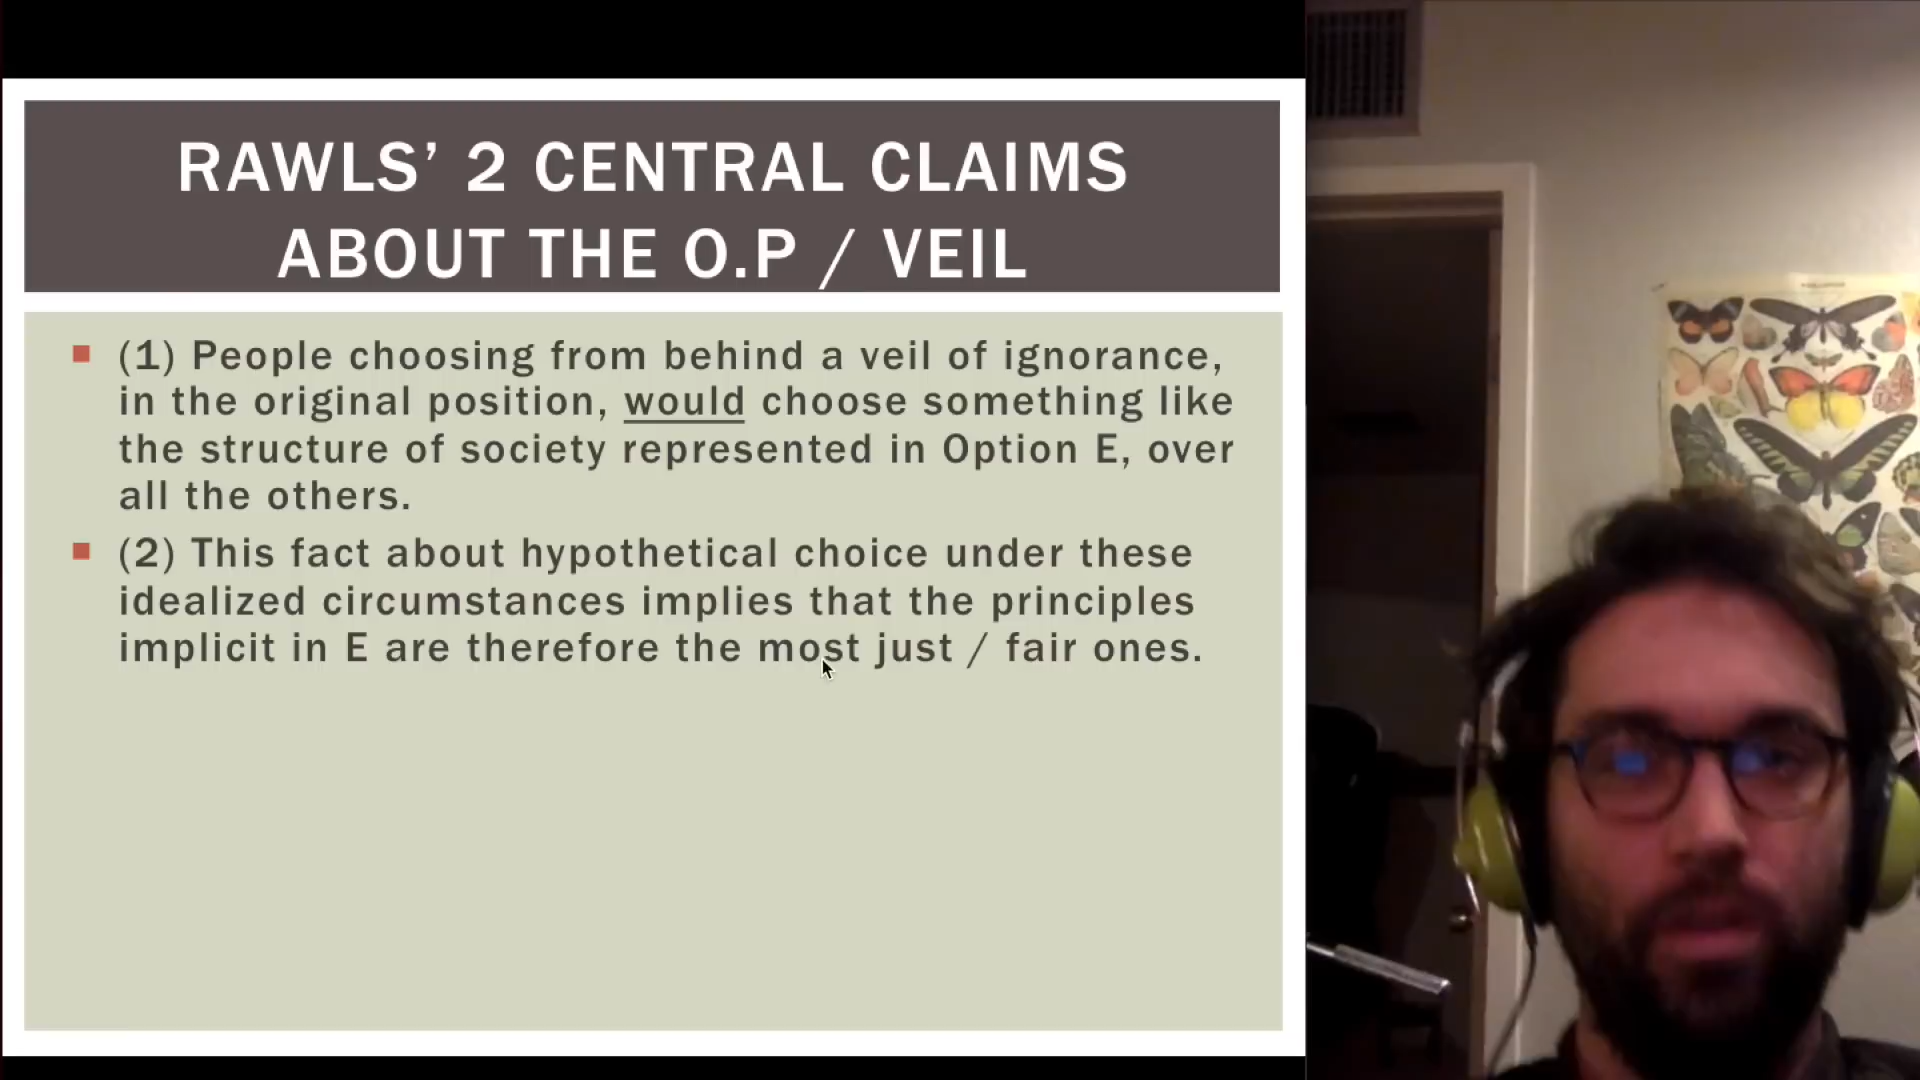 RAWLS’ 2 CENTRAL CLAIMS
ABOUT THE O.P / VEIL
(1) People choosing from behind a veil of ignorance,
in the original position, would choose something like
the structure of society represented in Option E, over
all the others.
(2) This fact about hypothetical choice under these
idealized circumstances implies that the principles
implicit in E are therefore the most just / fair ones.